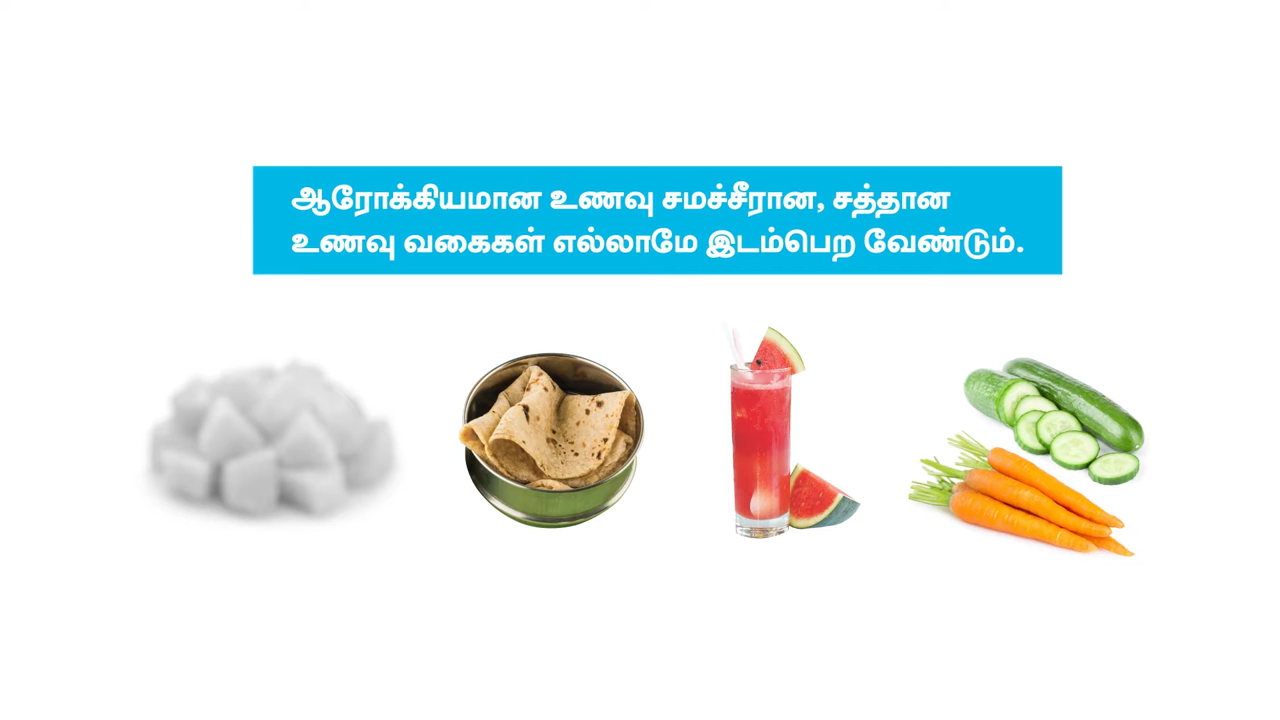 ஆரோக்கியமான உணவு சமச்சீரான, சத்தான
உணவு வகைகள் எல்லாமே இடம்பெற வேண்டும்.